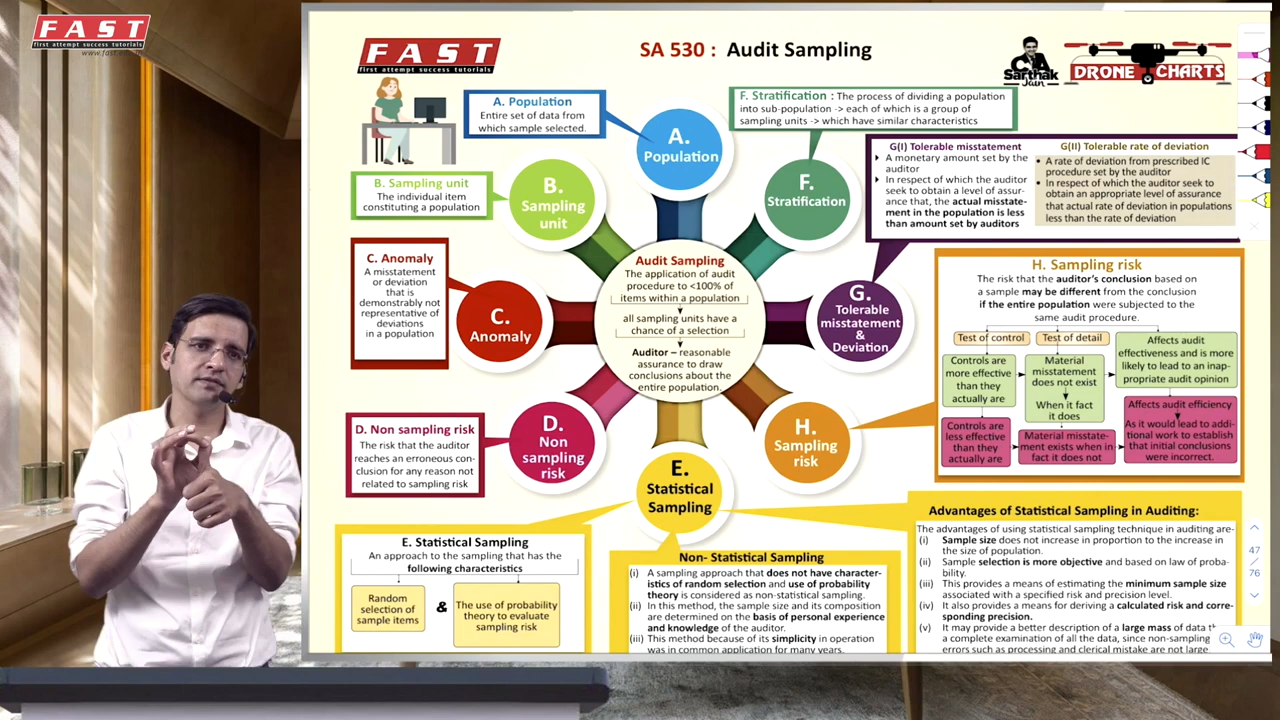 FAST
first attempt success tutorials
FAST
first attempt success tutorials
SA 530 : Audit Sampling
CA
Sarthak
Jain
DRONE CHARTS
A. Population
Entire set of data from
which sample selected.
F. Stratification : The process of dividing a population
into sub-population -> each of which is a group of
sampling units -> which have similar characteristics
A.
Population
B. Sampling unit
The individual item
constituting a population
B.
Sampling
unit
F.
Stratification
G(I) Tolerable misstatement
A monetary amount set by the
auditor
In respect of which the auditor
seek to obtain a level of assur-
ance that, the actual misstate-
ment in the population is less
than amount set by auditors
G(II) Tolerable rate of deviation
• A rate of deviation from prescribed IC
procedure set by the auditor
• In respect of which the auditor seek to
obtain an appropriate level of assurance
that actual rate of deviation in populations
less than the rate of deviation
C. Anomaly
A misstatement
or deviation
that is
demonstrably not
representative of
deviations
in a population
C.
Anomaly
Audit Sampling
The application of audit
procedure to <100% of
items within a population
all sampling units have a
chance of a selection
Auditor – reasonable
assurance to draw
conclusions about the
entire population.
G.
Tolerable
misstatement
&
Deviation
H. Sampling risk
The risk that the auditor's conclusion based on
a sample may be different from the conclusion
if the entire population were subjected to the
same audit procedure.
Test of control
Test of detail
Controls are
more effective
than they
actually are
Material
misstatement
does not exist
When it fact
it does
Affects audit
effectiveness and is more
likely to lead to an inap-
propriate audit opinion
Controls are
less effective
than they
actually are
Material misstate-
ment exists when in
fact it does not
Affects audit efficiency
As it would lead to addi-
tional work to establish
that initial conclusions
were incorrect.
D. Non sampling risk
The risk that the auditor
reaches an erroneous con-
clusion for any reason not
related to sampling risk
D.
Non
sampling
risk
H.
Sampling
risk
E.
Statistical
Sampling
E. Statistical Sampling
An approach to the sampling that has the
following characteristics
Random
selection of
sample items
&
The use of probability
theory to evaluate
sampling risk
Non- Statistical Sampling
(i) A sampling approach that does not have character-
istics of random selection and use of probability
theory is considered as non-statistical sampling.
(ii) In this method, the sample size and its composition
are determined on the basis of personal experience
and knowledge of the auditor.
(iii) This method because of its simplicity in operation
was in common application for many years.
Advantages of Statistical Sampling in Auditing:
The advantages of using statistical sampling technique in auditing are-
(i) Sample size does not increase in proportion to the increase in
the size of population.
(ii) Sample selection is more objective and based on law of proba-
bility.
(iii) This provides a means of estimating the minimum sample size
associated with a specified risk and precision level.
(iv) It also provides a means for deriving a calculated risk and corre-
sponding precision.
(v) It may provide a better description of a large mass of data
a complete examination of all the data, since non-sampling
errors such as processing and clerical mistake are not large
47
/
76